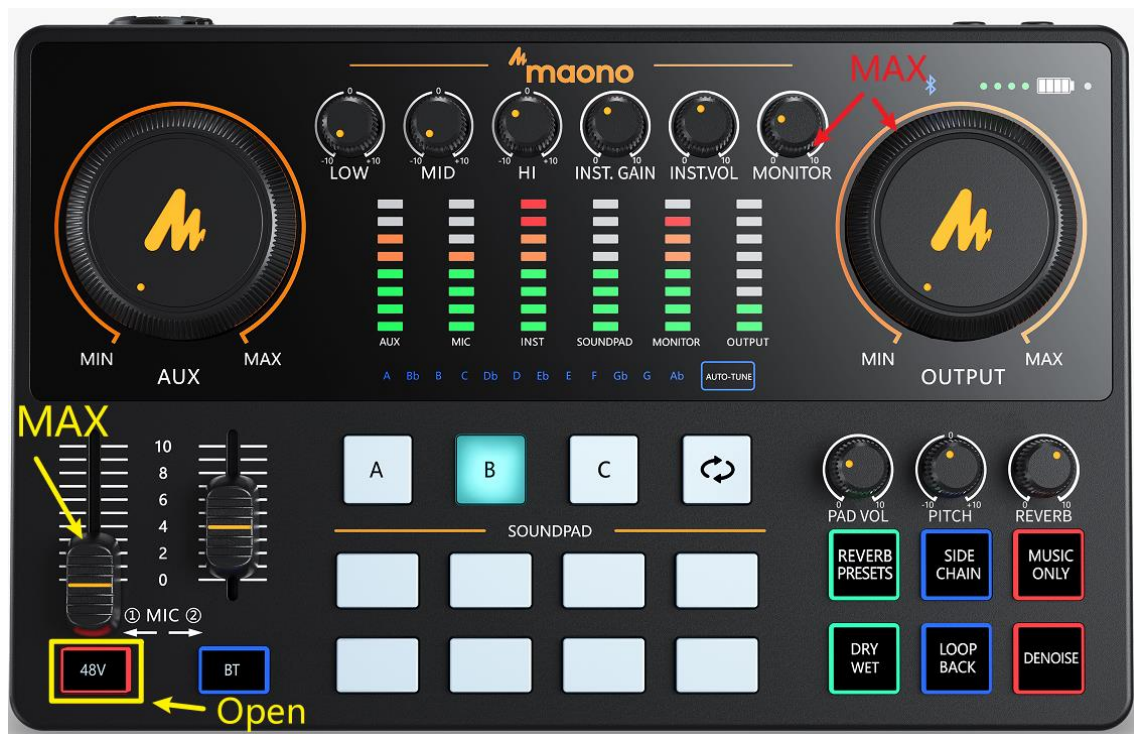 maono
MAX
0 0 0
-10 +10 -10 +10 -10 +10 0 10 0 10 0 10
LOW MID HI INST. GAIN INST.VOL MONITOR
AUX MIC INST SOUNDPAD MONITOR OUTPUT
MIN MAX
AUX
MIN MAX
OUTPUT
A Bb B C Db D Eb E F Gb G Ab AUTO-TUNE
MAX
10
8
6
4
2
0
① MIC ②
48V BT
Open
A B C
SOUNDPAD
0
0 10 -10 +10 0 10
PAD VOL PITCH REVERB
REVERB PRESETS
SIDE CHAIN
MUSIC ONLY
DRY WET
LOOP BACK
DENOISE